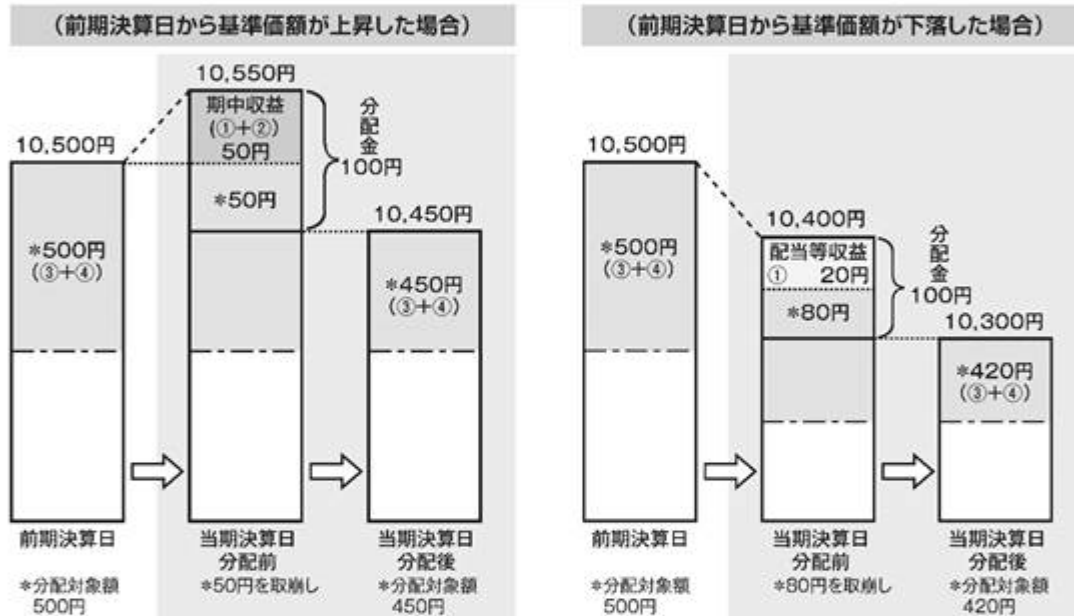 (前期決算日から基準価額が上昇した場合)
10,550円
期中収益
(①+②)
50円
*50円
分配金
100円
10,500円
*500円
(③+④)
10,450円
*450円
(③+④)
前期決算日
当期決算日
分配前
当期決算日
分配後
*分配対象額
500円
*50円を取崩し
*分配対象額
450円
(前期決算日から基準価額が下落した場合)
10,500円
*500円
(③+④)
10,400円
配当等収益
① 20円
*80円
分配金
100円
10,300円
*420円
(③+④)
前期決算日
当期決算日
分配前
当期決算日
分配後
*分配対象額
500円
*80円を取崩し
*分配対象額
420円